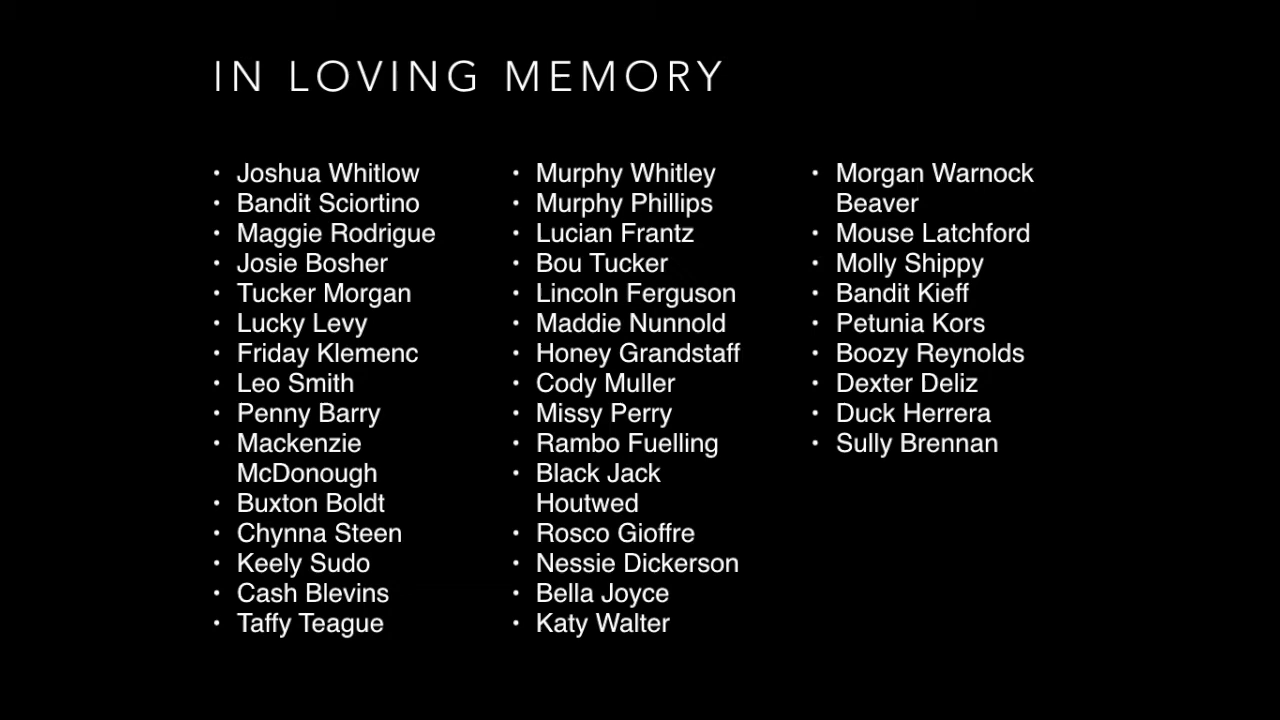 IN LOVING MEMORY
• Joshua Whitlow
• Bandit Sciortino
• Maggie Rodrigue
• Josie Bosher
• Tucker Morgan
• Lucky Levy
• Friday Klemenc
• Leo Smith
• Penny Barry
• Mackenzie
McDonough
• Buxton Boldt
• Chynna Steen
• Keely Sudo
• Cash Blevins
• Taffy Teague
• Murphy Whitley
• Murphy Phillips
• Lucian Frantz
• Bou Tucker
• Lincoln Ferguson
• Maddie Nunnold
• Honey Grandstaff
• Cody Muller
• Missy Perry
• Rambo Fuelling
• Black Jack
Houtwed
• Rosco Gioffre
• Nessie Dickerson
• Bella Joyce
• Katy Walter
• Morgan Warnock
Beaver
• Mouse Latchford
• Molly Shippy
• Bandit Kieff
• Petunia Kors
• Boozy Reynolds
• Dexter Deliz
• Duck Herrera
• Sully Brennan